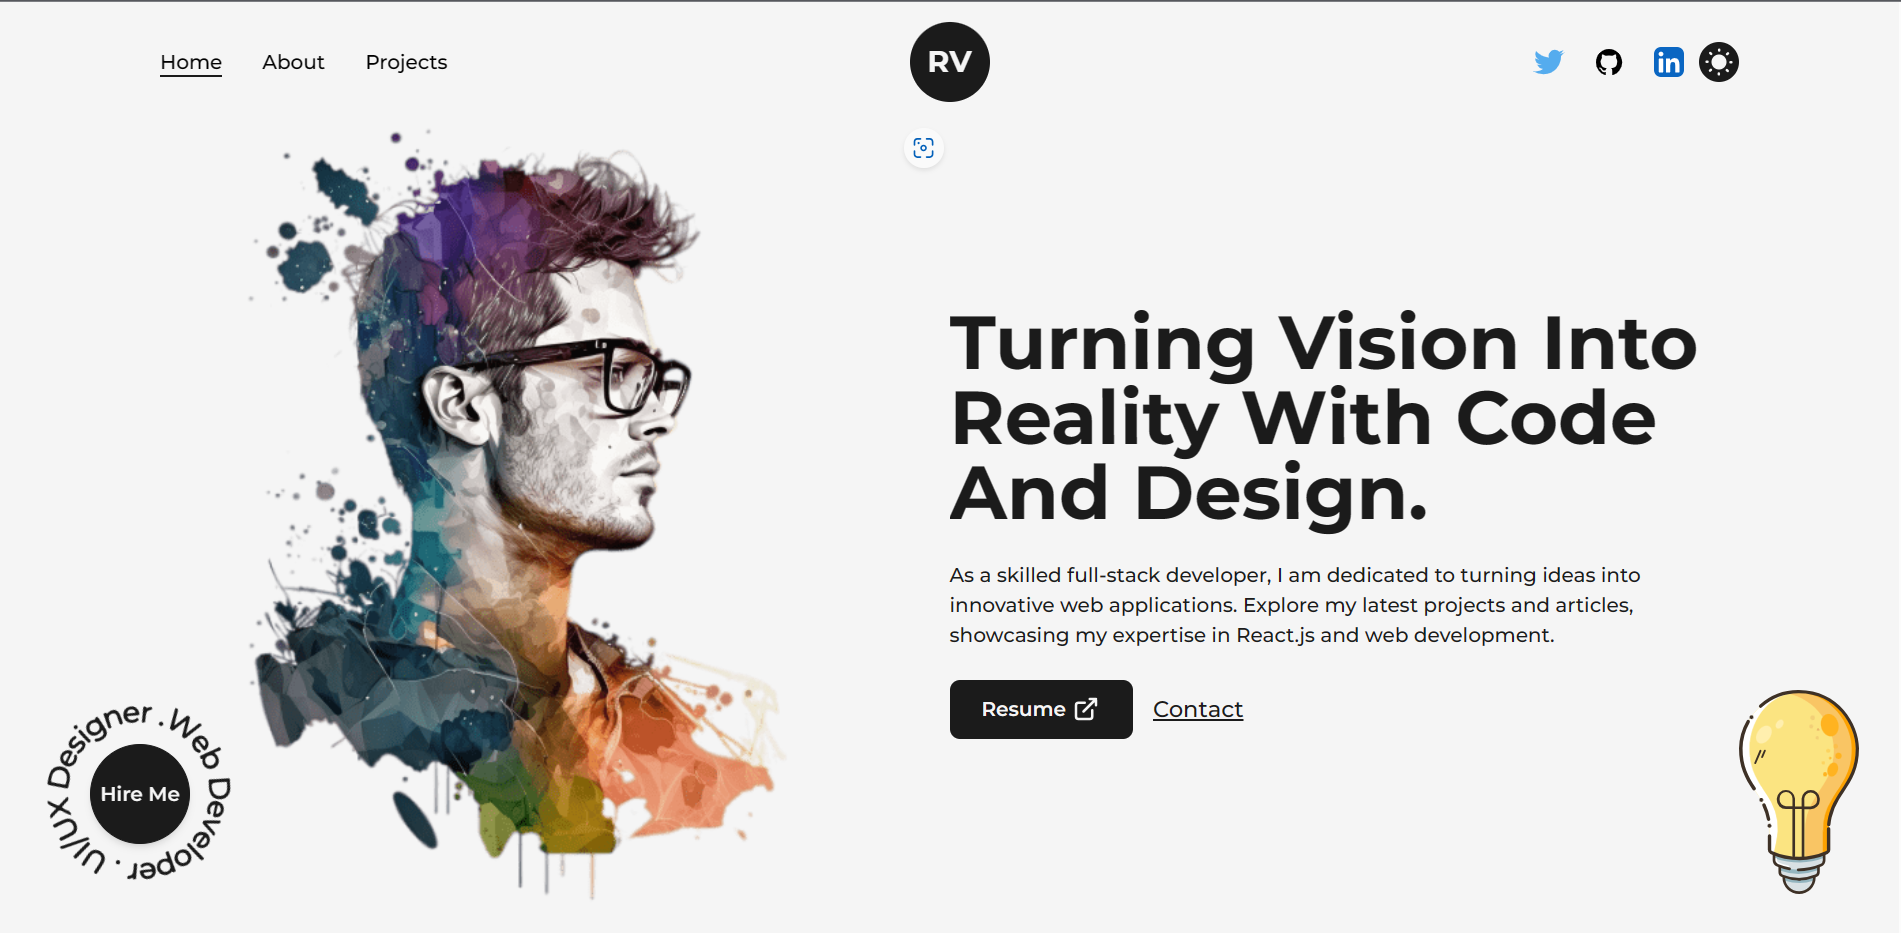 Home About Projects
RV
in
Turning Vision Into
Reality With Code
And Design.
As a skilled full-stack developer, I am dedicated to turning ideas into
innovative web applications. Explore my latest projects and articles,
showcasing my expertise in React.js and web development.
Resume Contact
Web Developer . UI/UX Designer .
Hire Me